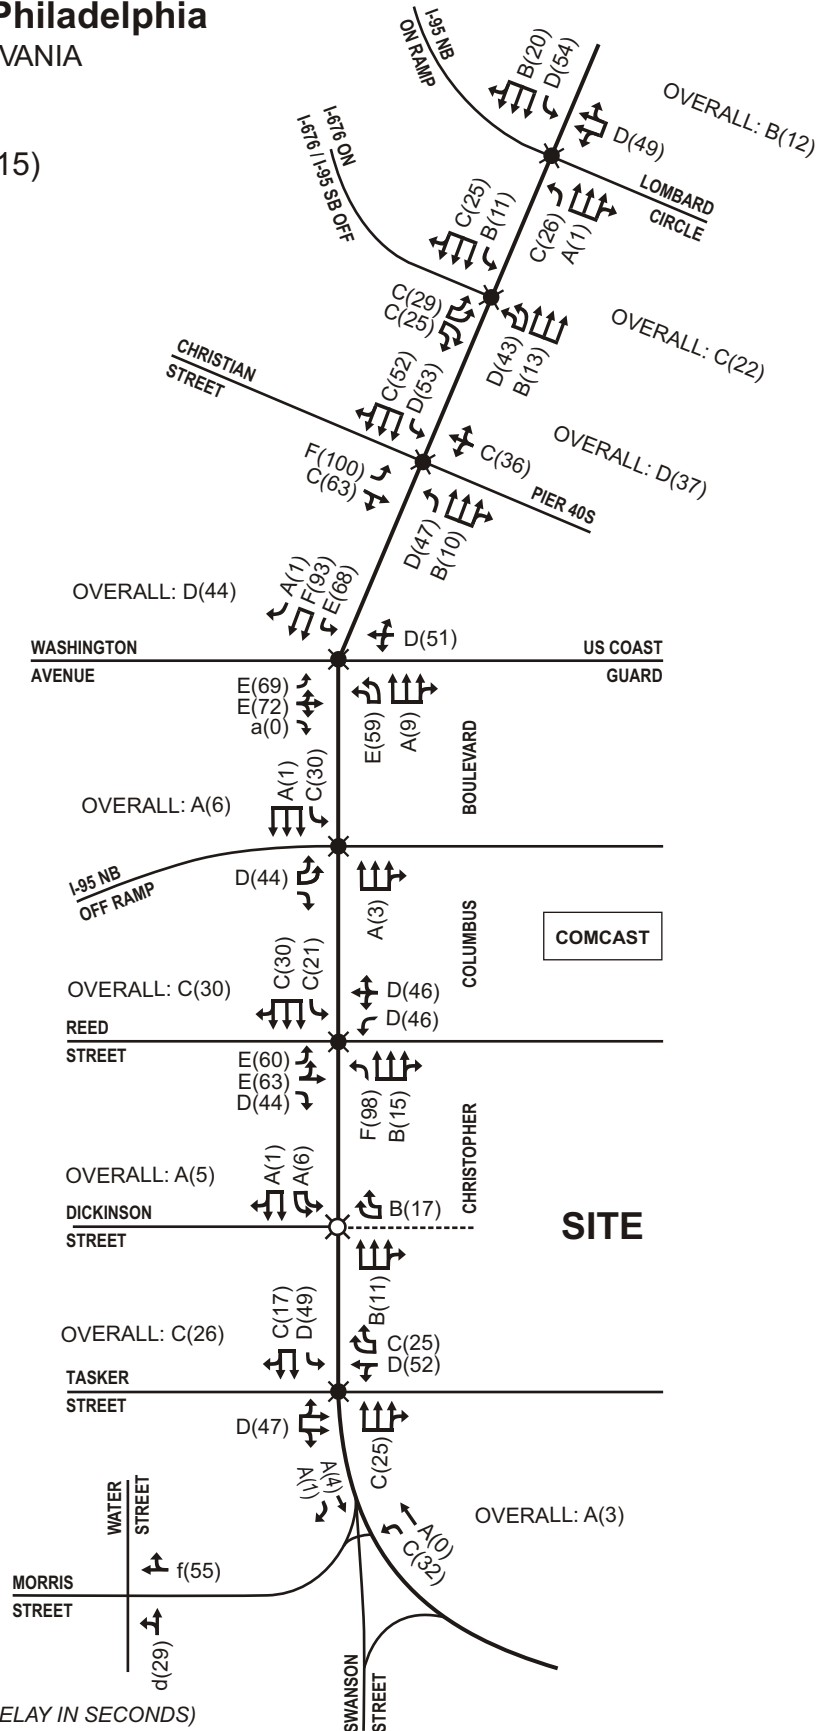 Philadelphia
VANIA
15)
I-95 NB
ON RAMP
B(20)
D(54)
D(49)
OVERALL: B(12)
LOMBARD
CIRCLE
C(26)
A(1)
I-676 ON
I-676 / I-95 SB OFF
C(25)
B(11)
C(29)
C(25)
D(43)
B(13)
OVERALL: C(22)
CHRISTIAN
STREET
C(52)
D(53)
C(36)
OVERALL: D(37)
F(100)
C(63)
PIER 40S
D(47)
B(10)
OVERALL: D(44)
A(1)
F(93)
E(68)
D(51)
WASHINGTON
AVENUE
US COAST
GUARD
E(69)
E(72)
a(0)
E(59)
A(9)
BOULEVARD
OVERALL: A(6)
A(1)
C(30)
I-95 NB
OFF RAMP
D(44)
A(3)
COLUMBUS
COMCAST
OVERALL: C(30)
C(30)
C(21)
D(46)
D(46)
REED
STREET
E(60)
E(63)
D(44)
F(98)
B(15)
CHRISTOPHER
OVERALL: A(5)
A(1)
A(6)
B(17)
DICKINSON
STREET
SITE
B(11)
OVERALL: C(26)
C(17)
D(49)
C(25)
D(52)
TASKER
STREET
D(47)
C(25)
A(1)
A(4)
A(0)
C(32)
OVERALL: A(3)
WATER
STREET
f(55)
MORRIS
STREET
d(29)
SWANSON
STREET
ELAY IN SECONDS)